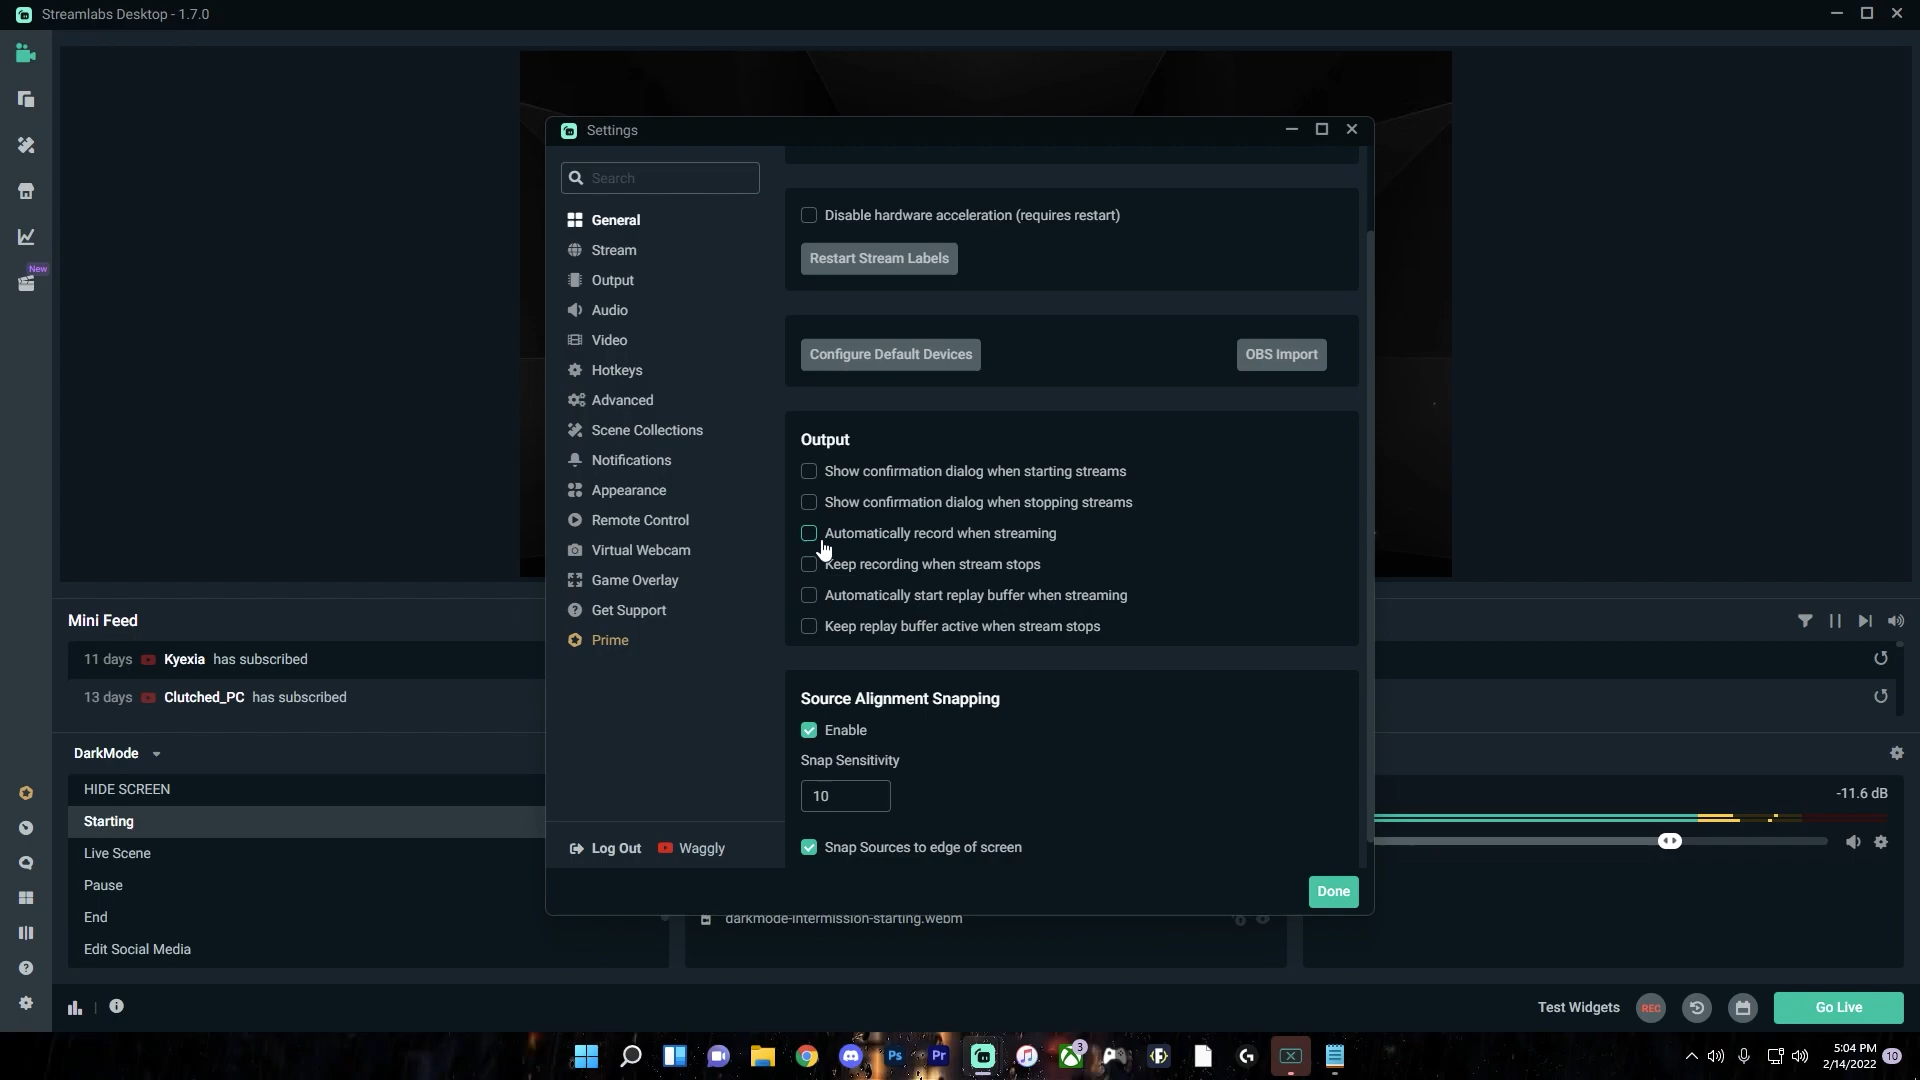 Streamlabs Desktop - 1.7.0
Settings
Search
General
Stream
Output
Audio
Video
Hotkeys
Advanced
Scene Collections
Notifications
Appearance
Remote Control
Virtual Webcam
Game Overlay
Get Support
Prime
Log Out
Waggly
Disable hardware acceleration (requires restart)
Restart Stream Labels
Configure Default Devices
OBS Import
Output
Show confirmation dialog when starting streams
Show confirmation dialog when stopping streams
Automatically record when streaming
Keep recording when stream stops
Automatically start replay buffer when streaming
Keep replay buffer active when stream stops
Source Alignment Snapping
Enable
Snap Sensitivity
10
Snap Sources to edge of screen
Done
New
Mini Feed
11 days Kyexia has subscribed
13 days Clutched_PC has subscribed
DarkMode
HIDE SCREEN
Starting
Live Scene
Pause
End
Edit Social Media
darkmode-intermission-starting.webm
-11.6 dB
Test Widgets
REC
Go Live
Ps
Pr
3
5:04 PM
2/14/2022
10